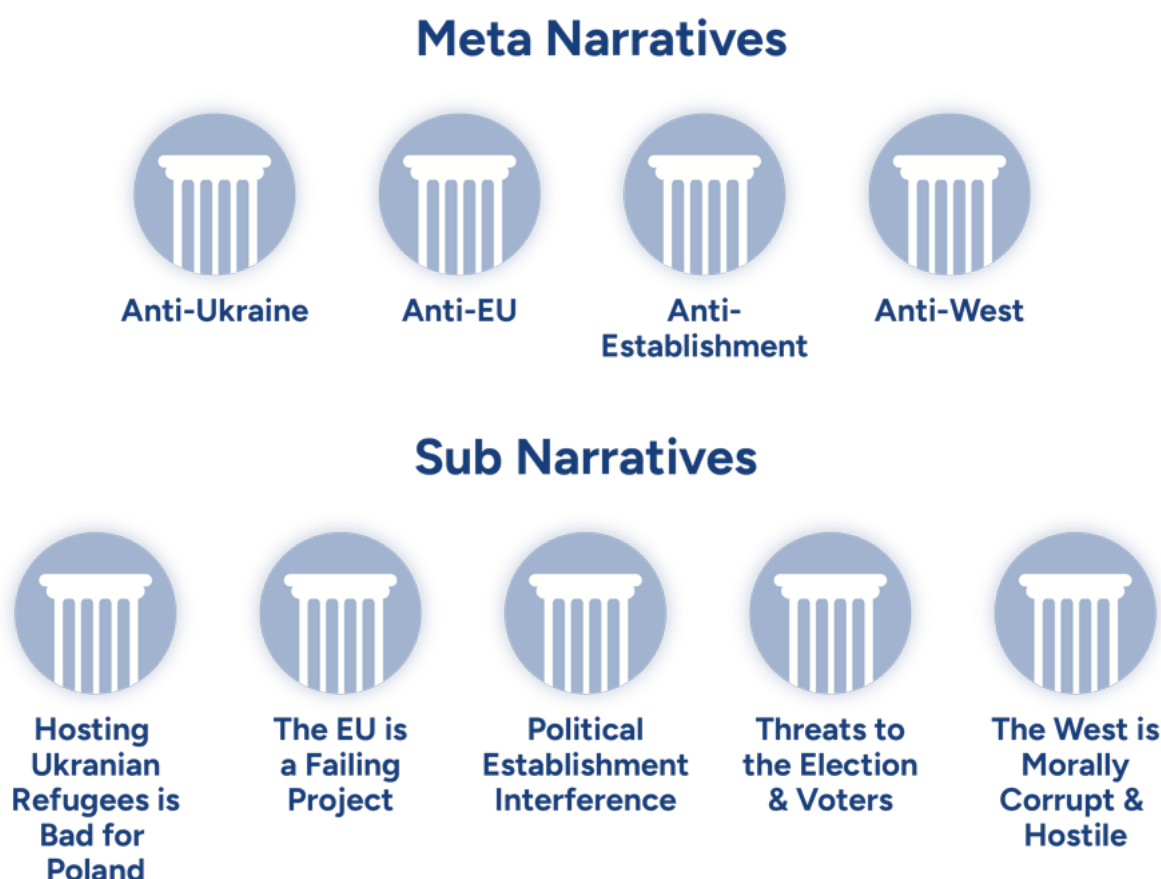 Meta Narratives
Anti-Ukraine
Anti-EU
Anti-
Establishment
Anti-West
Sub Narratives
Hosting
Ukranian
Refugees is
Bad for
Poland
The EU is
a Failing
Project
Political
Establishment
Interference
Threats to
the Election
& Voters
The West is
Morally
Corrupt &
Hostile